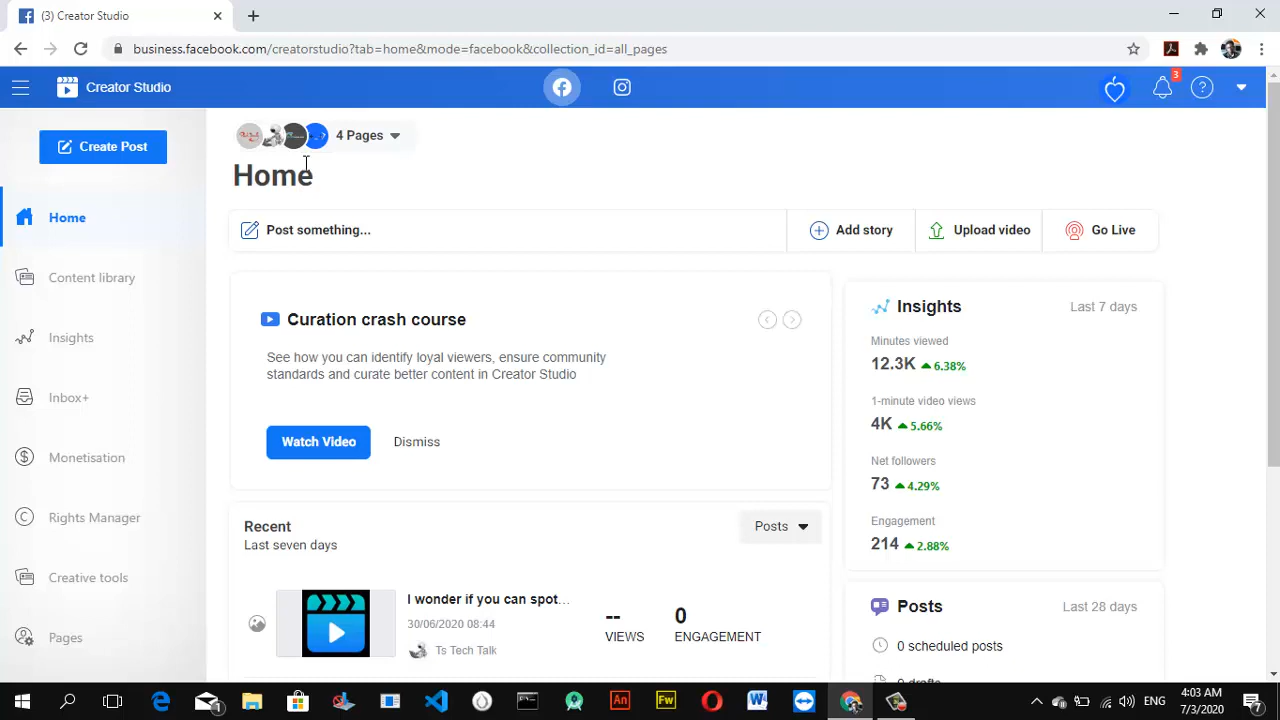 (3) Creator Studio
business.facebook.com/creatorstudio?tab=home&mode=facebook&collection_id=all_pages
Creator Studio
3
Create Post
4 Pages
Home
Home
Post something...
Add story
Upload video
Go Live
Content library
Insights
Inbox+
Monetisation
Rights Manager
Creative tools
Pages
Curation crash course
See how you can identify loyal viewers, ensure community
standards and curate better content in Creator Studio
Watch Video
Dismiss
Insights
Last 7 days
Minutes viewed
12.3K 6.38%
1-minute video views
4K 5.66%
Net followers
73 4.29%
Engagement
214 2.88%
Recent
Last seven days
Posts
I wonder if you can spot...
30/06/2020 08:44
Ts Tech Talk
--
VIEWS
0
ENGAGEMENT
Posts
Last 28 days
0 scheduled posts
0 drafts
1
An
Fw
W
ENG
4:03 AM
7/3/2020
7